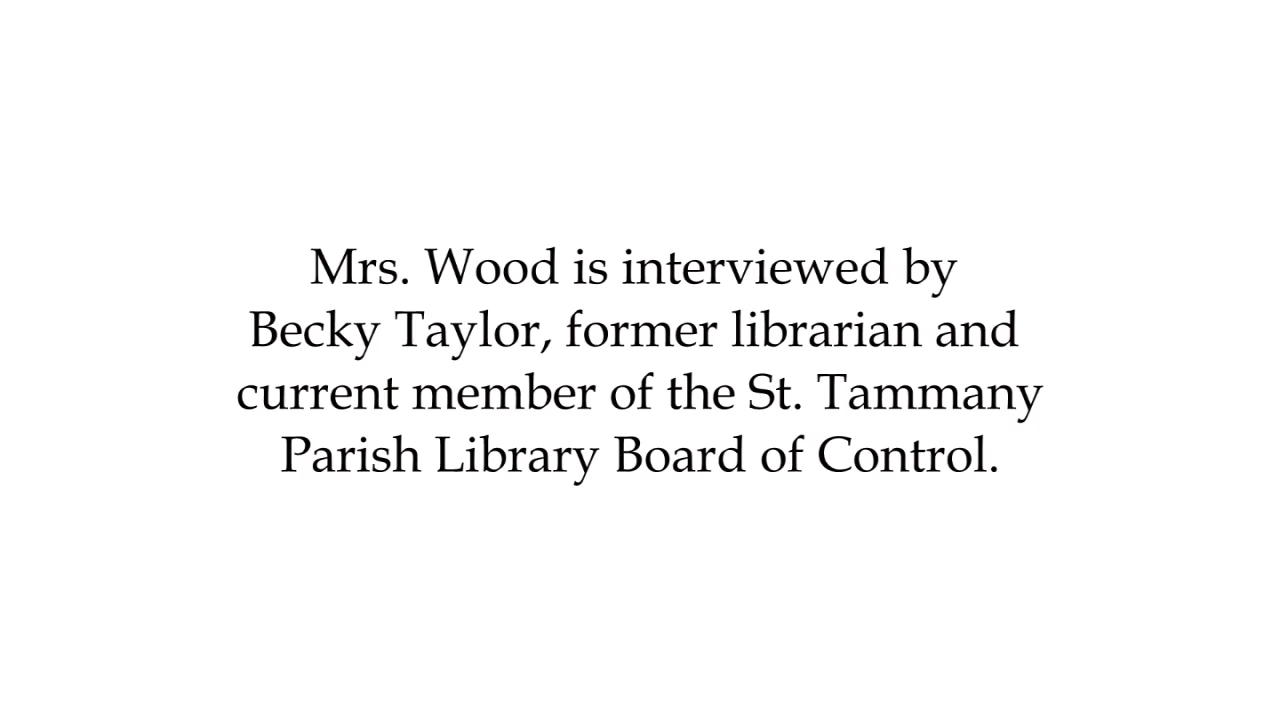 Mrs. Wood is interviewed by
Becky Taylor, former librarian and
current member of the St. Tammany
Parish Library Board of Control.